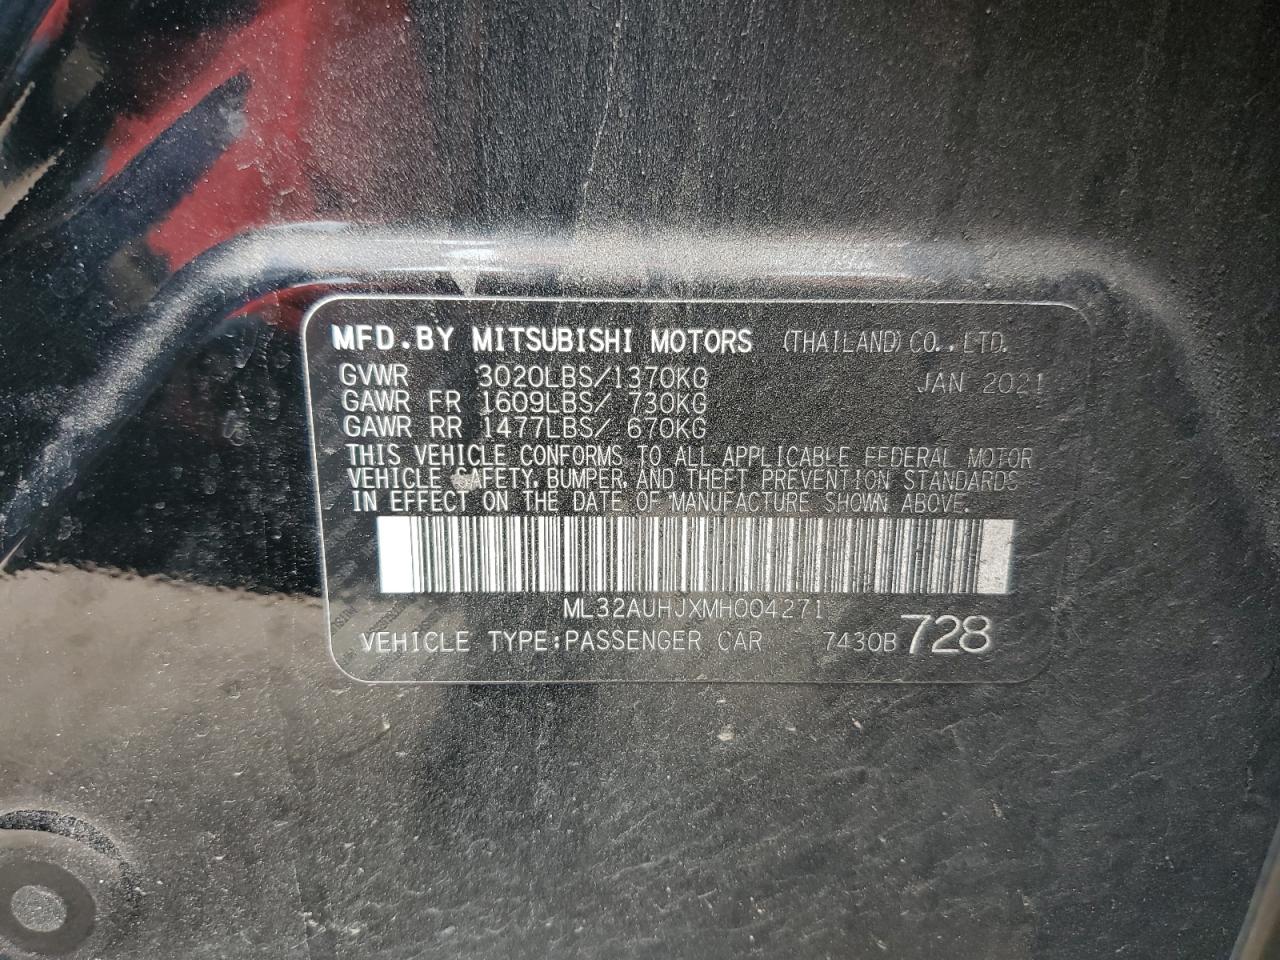 MFD.BY MITSUBISHI MOTORS (THAILAND) CO.,LTD.
GVWR 3020LBS/1370KG JAN 2021
GAWR FR 1609LBS/ 730KG
GAWR RR 1477LBS/ 670KG
THIS VEHICLE CONFORMS TO ALL APPLICABLE FEDERAL MOTOR
VEHICLE SAFETY, BUMPER, AND THEFT PREVENTION STANDARDS
IN EFFECT ON THE DATE OF MANUFACTURE SHOWN ABOVE.
ML32AUHJXMH004271
VEHICLE TYPE:PASSENGER CAR 7430B 728